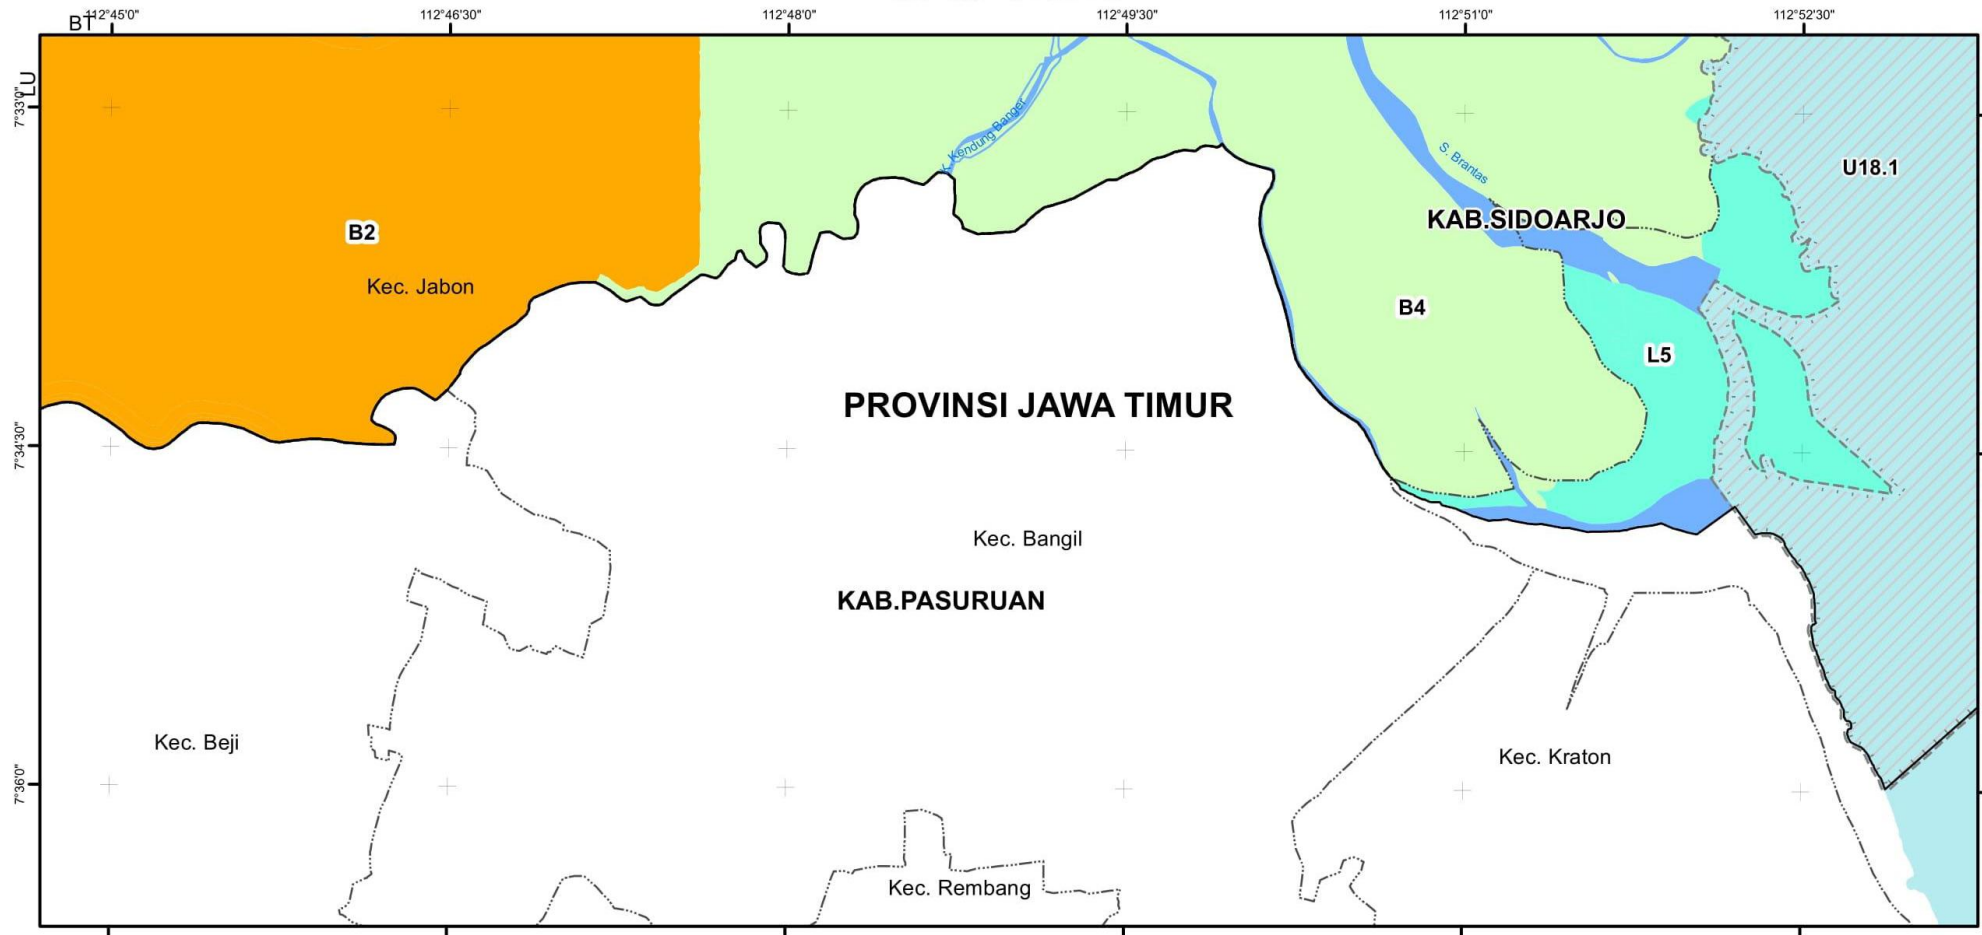 BT
112°45'0" 112°46'30" 112°48'0" 112°49'30" 112°51'0" 112°52'30"
LU
7°33'0"
K. Kendung Banger
S. Brantas
U18.1
KAB.SIDOARJO
B2
Kec. Jabon
B4
L5
PROVINSI JAWA TIMUR
7°34'30"
Kec. Bangil
KAB.PASURUAN
Kec. Beji
Kec. Kraton
7°36'0"
Kec. Rembang